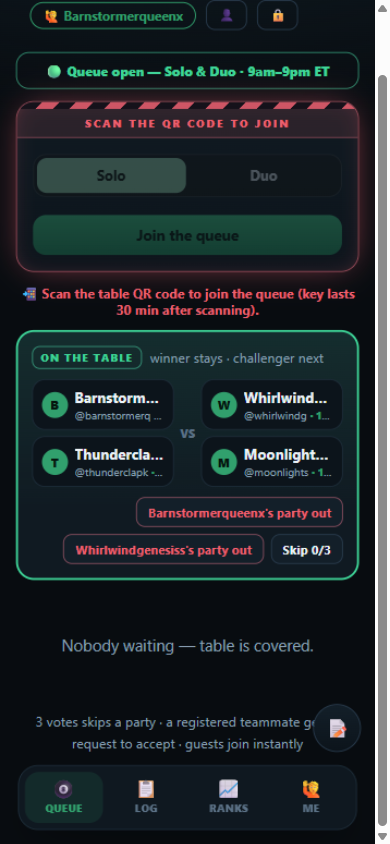 Barnstormerqueenx
Queue open — Solo & Duo · 9am–9pm ET
SCAN THE QR CODE TO JOIN
Solo
Duo
Join the queue
Scan the table QR code to join the queue (key lasts
30 min after scanning).
ON THE TABLE
winner stays · challenger next
B
Barnstorm...
@barnstormerq ...
W
Whirlwind...
@whirlwindg · 1...
VS
T
Thundercla...
@thunderclapk ·...
M
Moonlight...
@moonlights · 1...
Barnstormerqueenx's party out
Whirlwindgenesiss's party out
Skip 0/3
Nobody waiting — table is covered.
3 votes skips a party · a registered teammate
request to accept · guests join instantly
8
QUEUE
LOG
RANKS
ME